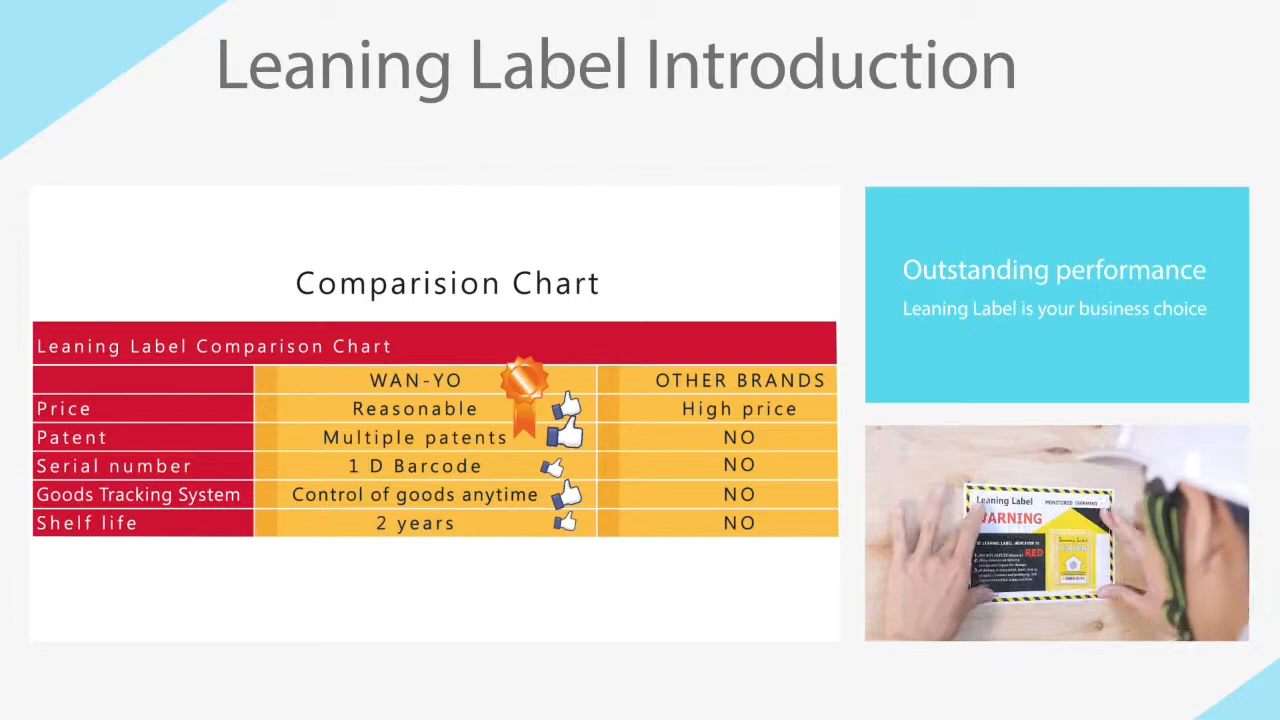 Leaning Label Introduction
Comparision Chart
Leaning Label Comparison Chart
WAN-YO OTHER BRANDS
Price Reasonable High price
Patent Multiple patents NO
Serial number 1 D Barcode NO
Goods Tracking System Control of goods anytime NO
Shelf life 2 years NO
Outstanding performance
Leaning Label is your business choice
Leaning Label
WARNING
RED